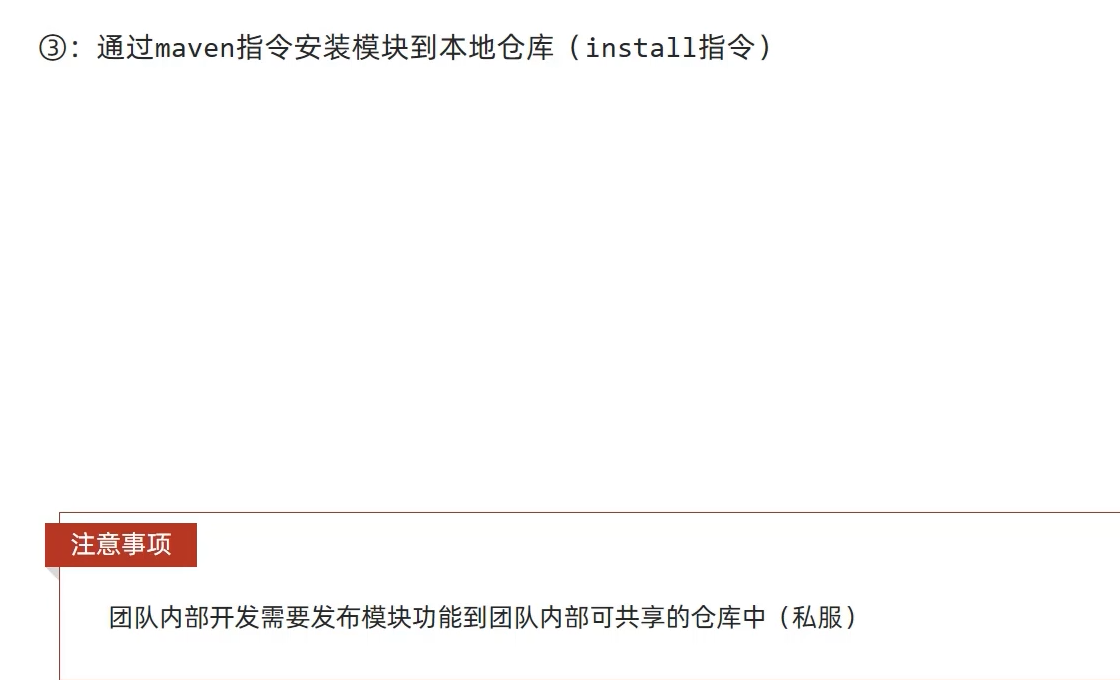 ③：通过maven指令安装模块到本地仓库（install指令）
注意事项
团队内部开发需要发布模块功能到团队内部可共享的仓库中（私服）